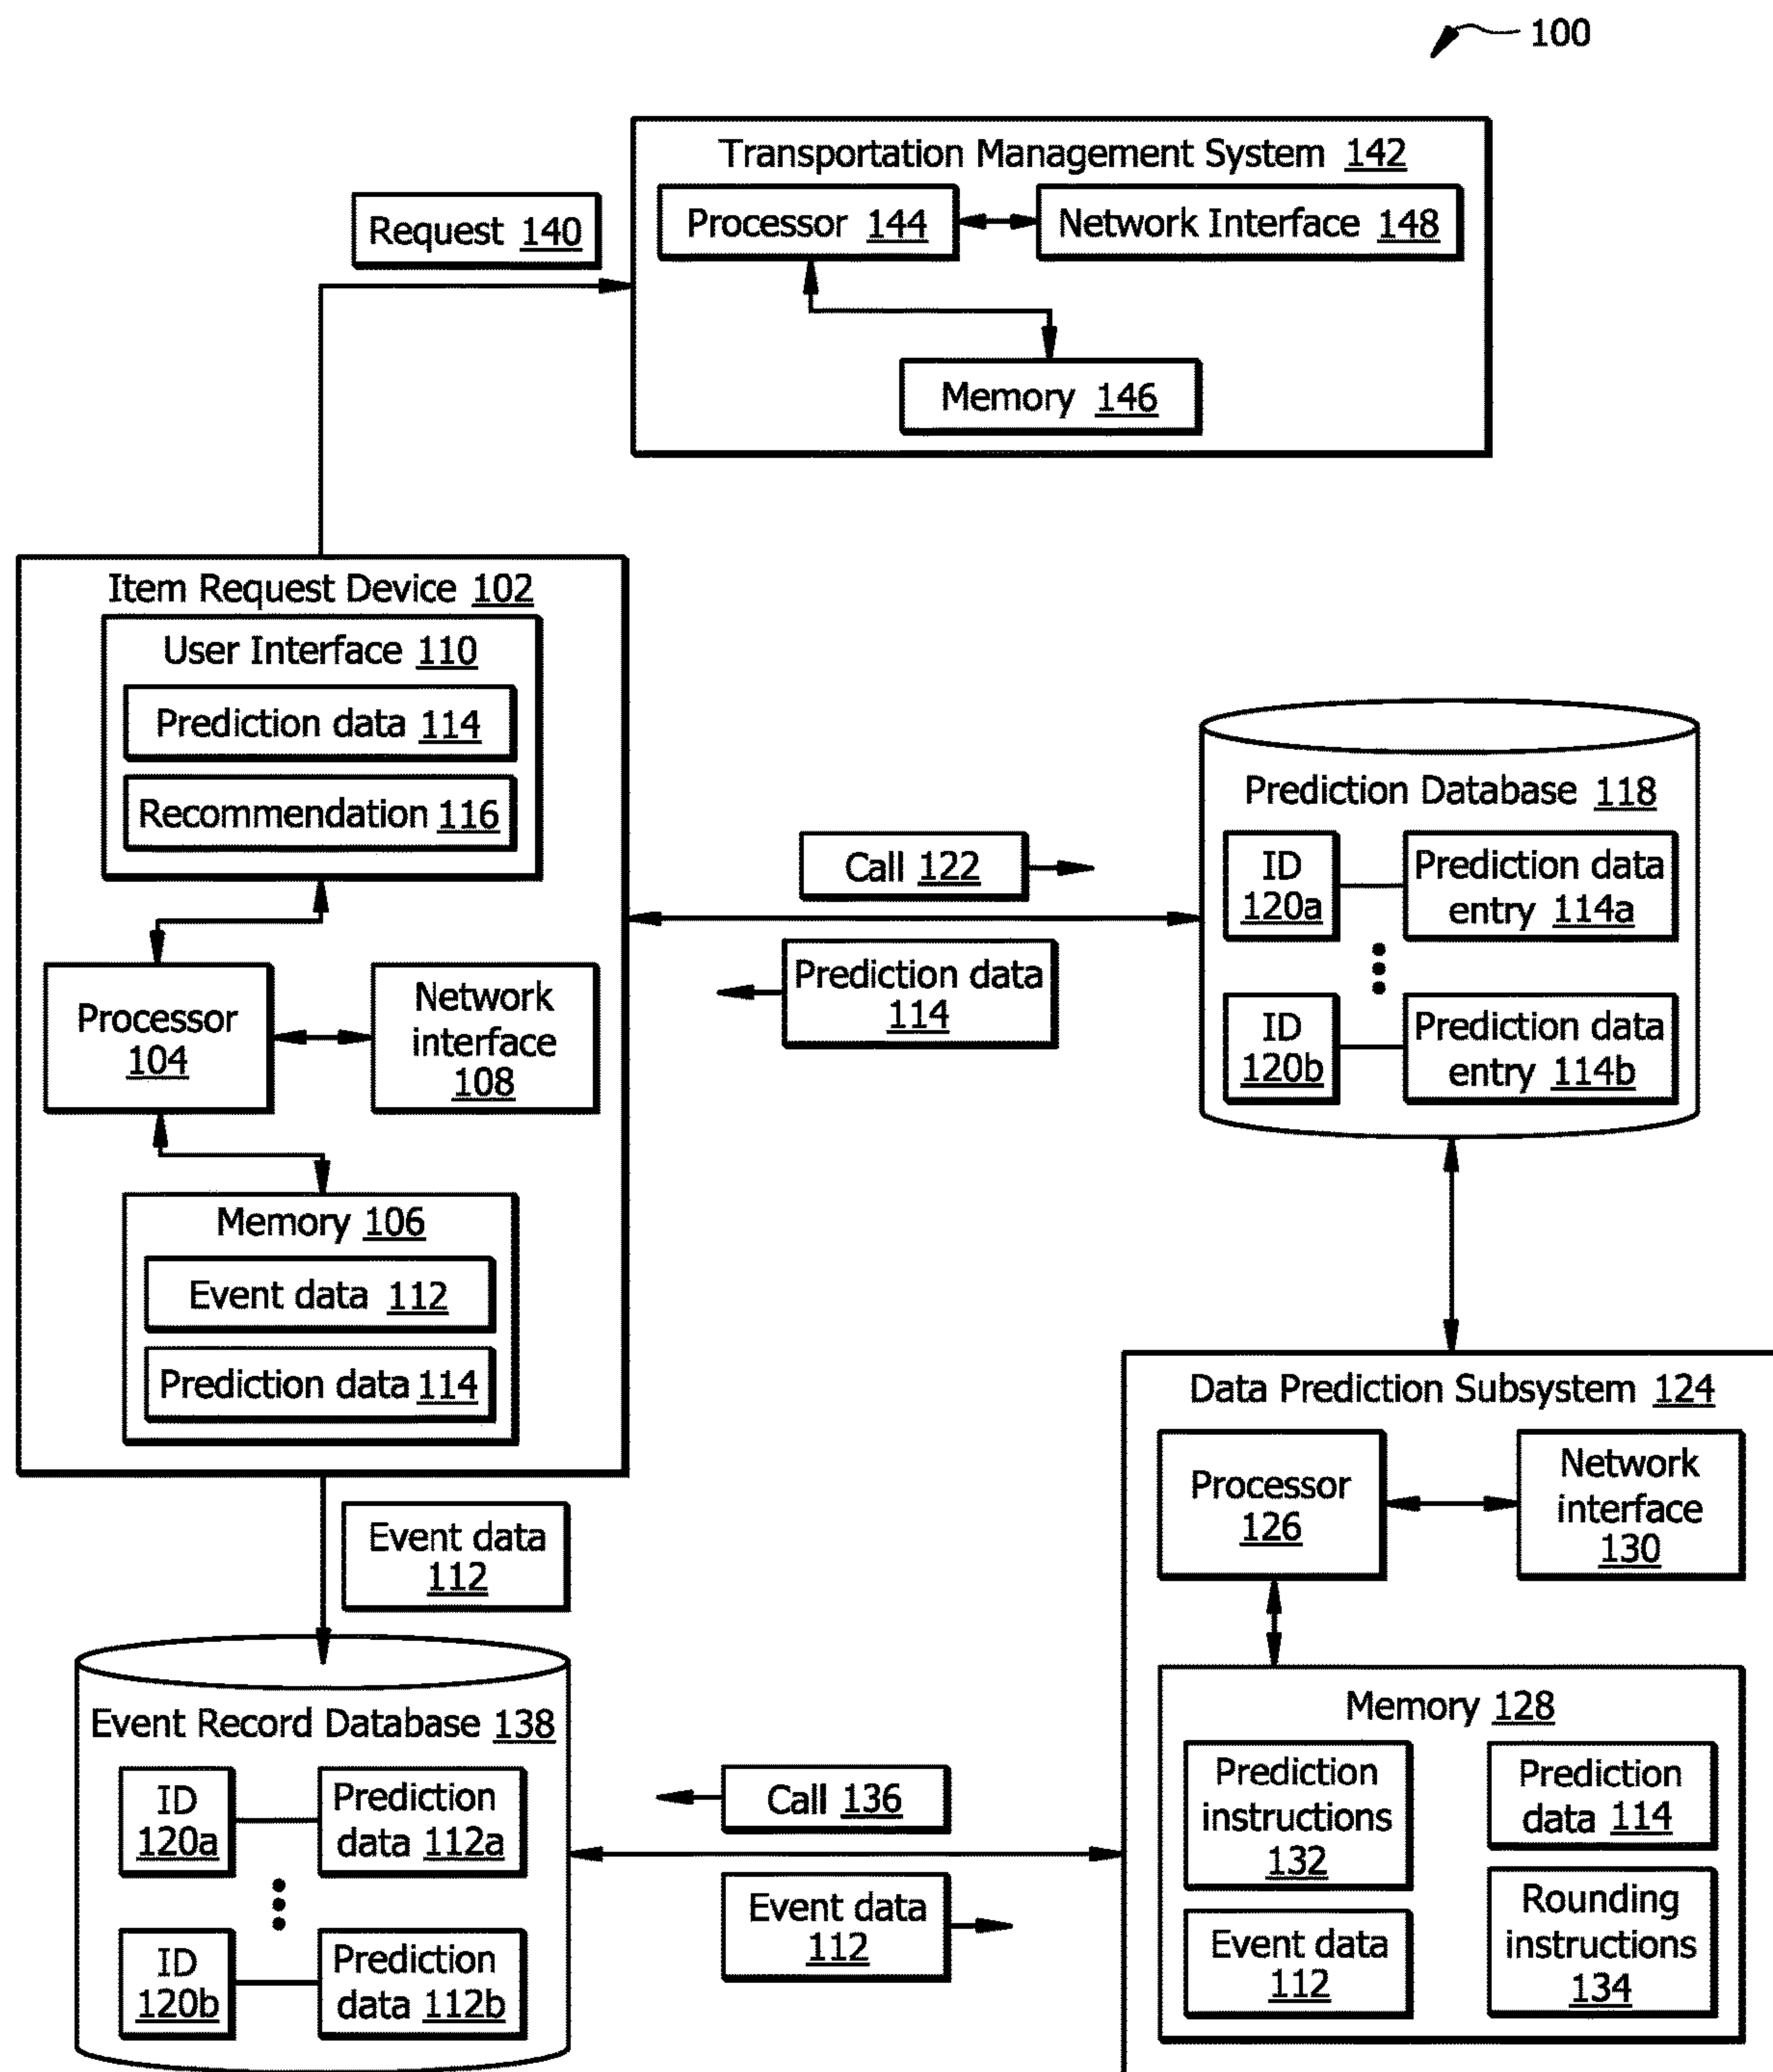 100
Transportation Management System 142
Processor 144
Network Interface 148
Memory 146
Request 140
Item Request Device 102
User Interface 110
Prediction data 114
Recommendation 116
Processor
104
Network
interface
108
Memory 106
Event data 112
Prediction data 114
Call 122
Prediction data
114
Prediction Database 118
ID
120a
Prediction data
entry 114a
ID
120b
Prediction data
entry 114b
Data Prediction Subsystem 124
Processor
126
Network
interface
130
Memory 128
Prediction
instructions
132
Prediction
data 114
Event data
112
Rounding
instructions
134
Event data
112
Event Record Database 138
ID
120a
Prediction
data 112a
ID
120b
Prediction
data 112b
Call 136
Event data
112